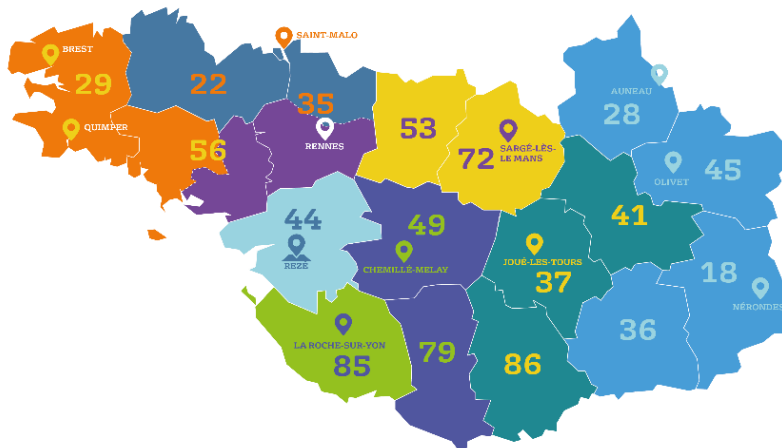 SAINT-MALO
BREST
29
22
35
AUNEAU
28
QUIMPER
56
RENNES
53
72
SARGÉ-LÈS-
LE MANS
OLIVET
45
44
REZÉ
49
CHEMILLÉ-MELAY
JOUÉ-LES-TOURS
37
41
18
NÉRONDES
LA ROCHE-SUR-YON
85
79
86
36